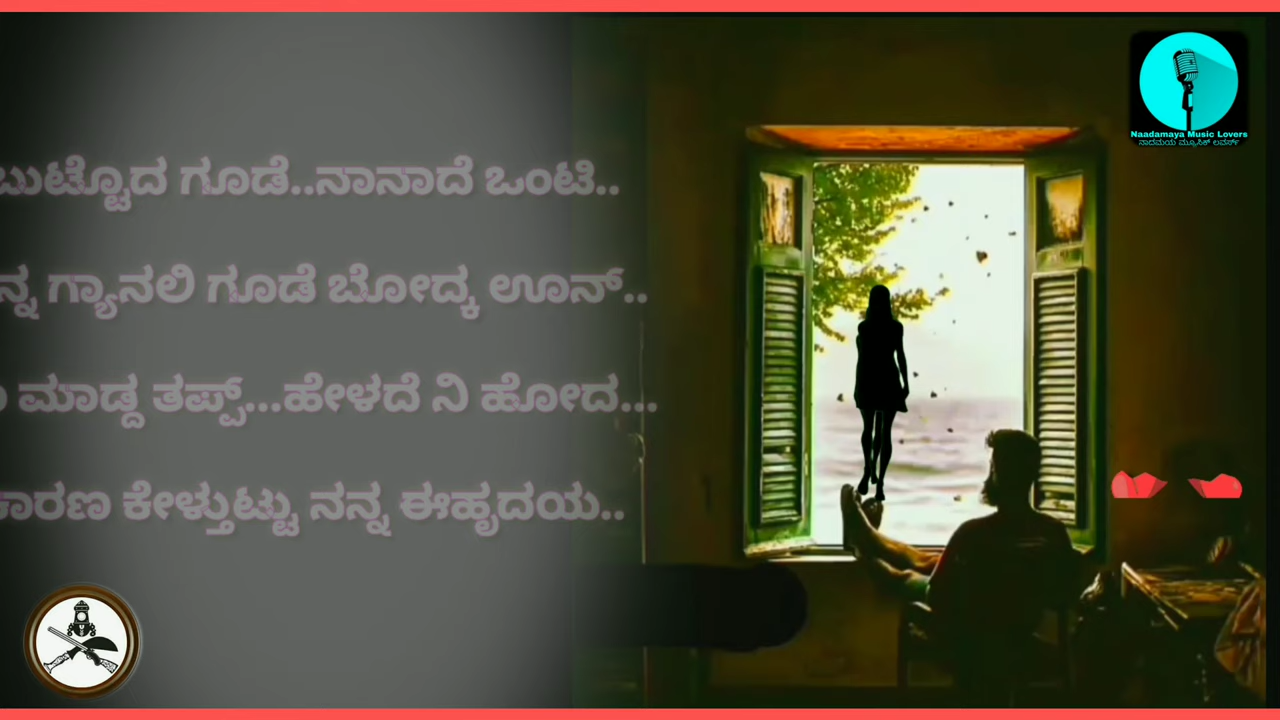 ಬುಟ್ಟೊದ ಗೂಡೆ..ನಾನಾದೆ ಒಂಟಿ..
ಗ್ಯಾನಲಿ ಗೂಡೆ ಬೋದ್ಕ ಊನ್..
ಮಾಡ್ದ ತಪ್ಪ್...ಹೇಳದೆ ನಿ ಹೋದ...
ಕಾರಣ ಕೇಳ್ತುಟ್ಟು ನನ್ನ ಈಹೃದಯ..
Naadamaya Music Lovers
ನಾದಮಯ ಮ್ಯೂಸಿಕ್ ಲವರ್ಸ್